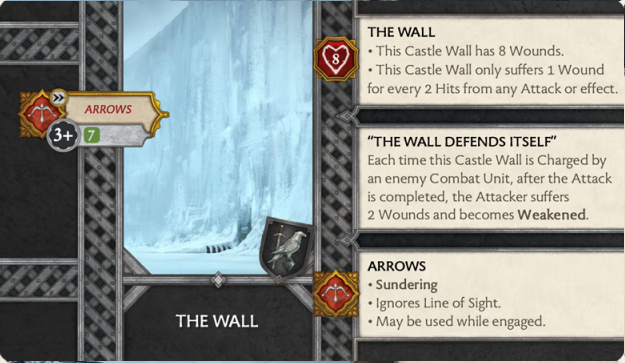 ARROWS
3+ 7
THE WALL
8
THE WALL
• This Castle Wall has 8 Wounds.
• This Castle Wall only suffers 1 Wound
for every 2 Hits from any Attack or effect.
“THE WALL DEFENDS ITSELF”
Each time this Castle Wall is Charged by
an enemy Combat Unit, after the Attack
is completed, the Attacker suffers
2 Wounds and becomes Weakened.
ARROWS
• Sundering
• Ignores Line of Sight.
• May be used while engaged.